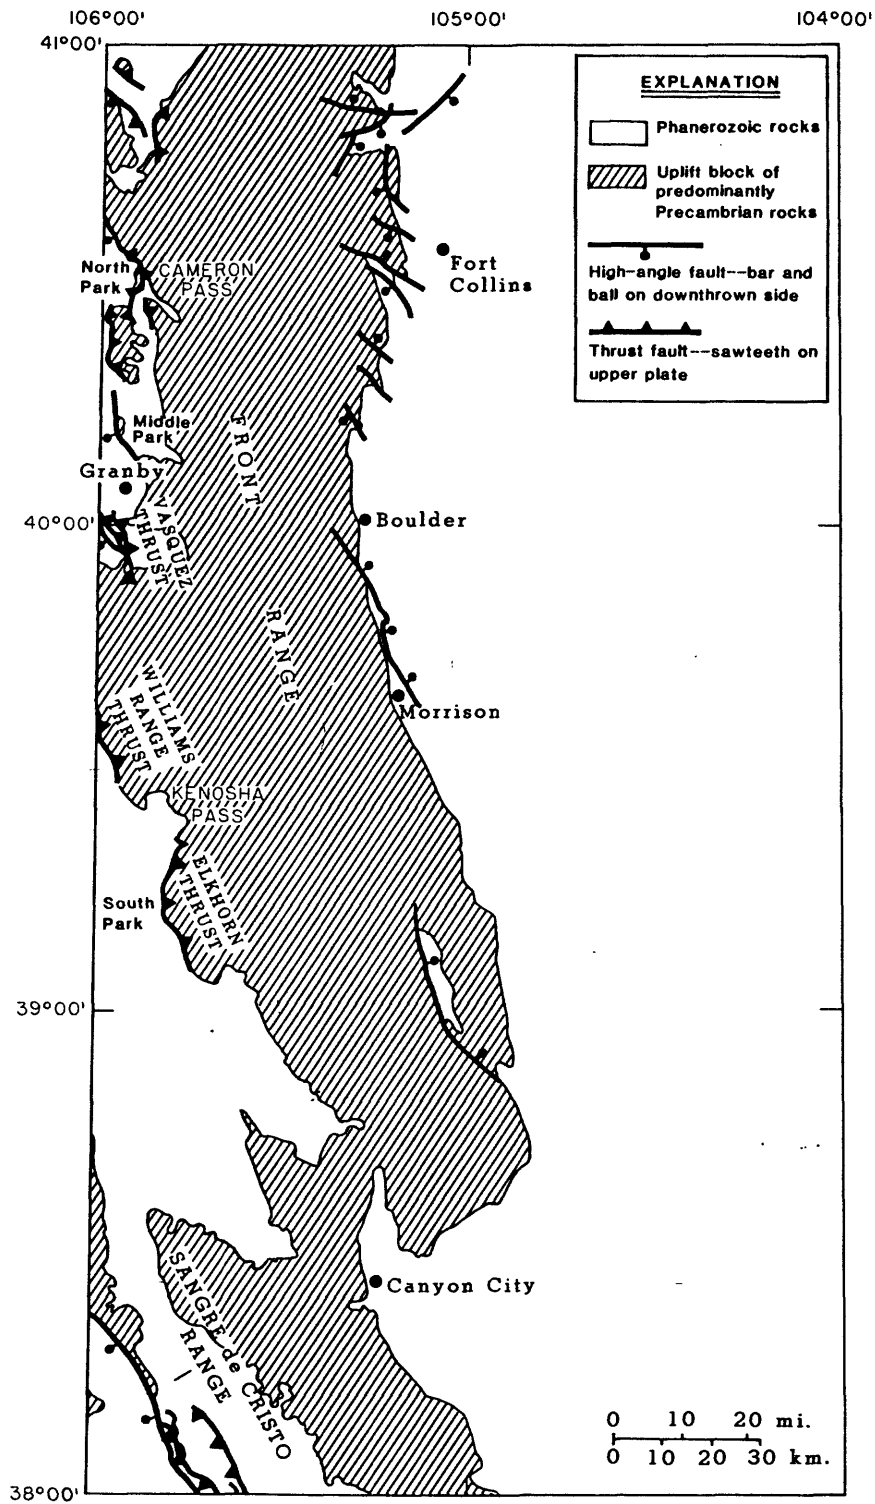 106°00'
105°00'
104°00'
41°00'
EXPLANATION
Phanerozoic rocks
Uplift block of
predominantly
Precambrian rocks
High-angle fault--bar and
ball on downthrown side
Thrust fault--sawteeth on
upper plate
North
Park
CAMERON
PASS
Fort
Collins
Middle
Park
FRONT
RANGE
Granby
VASQUEZ
THRUST
40°00'
Boulder
WILLIAMS
RANGE
THRUST
Morrison
KENOSHA
PASS
ELKHORN
THRUST
South
Park
39°00'
Canyon City
SANGRE de CRISTO
RANGE
0 10 20 mi.
0 10 20 30 km.
38°00'